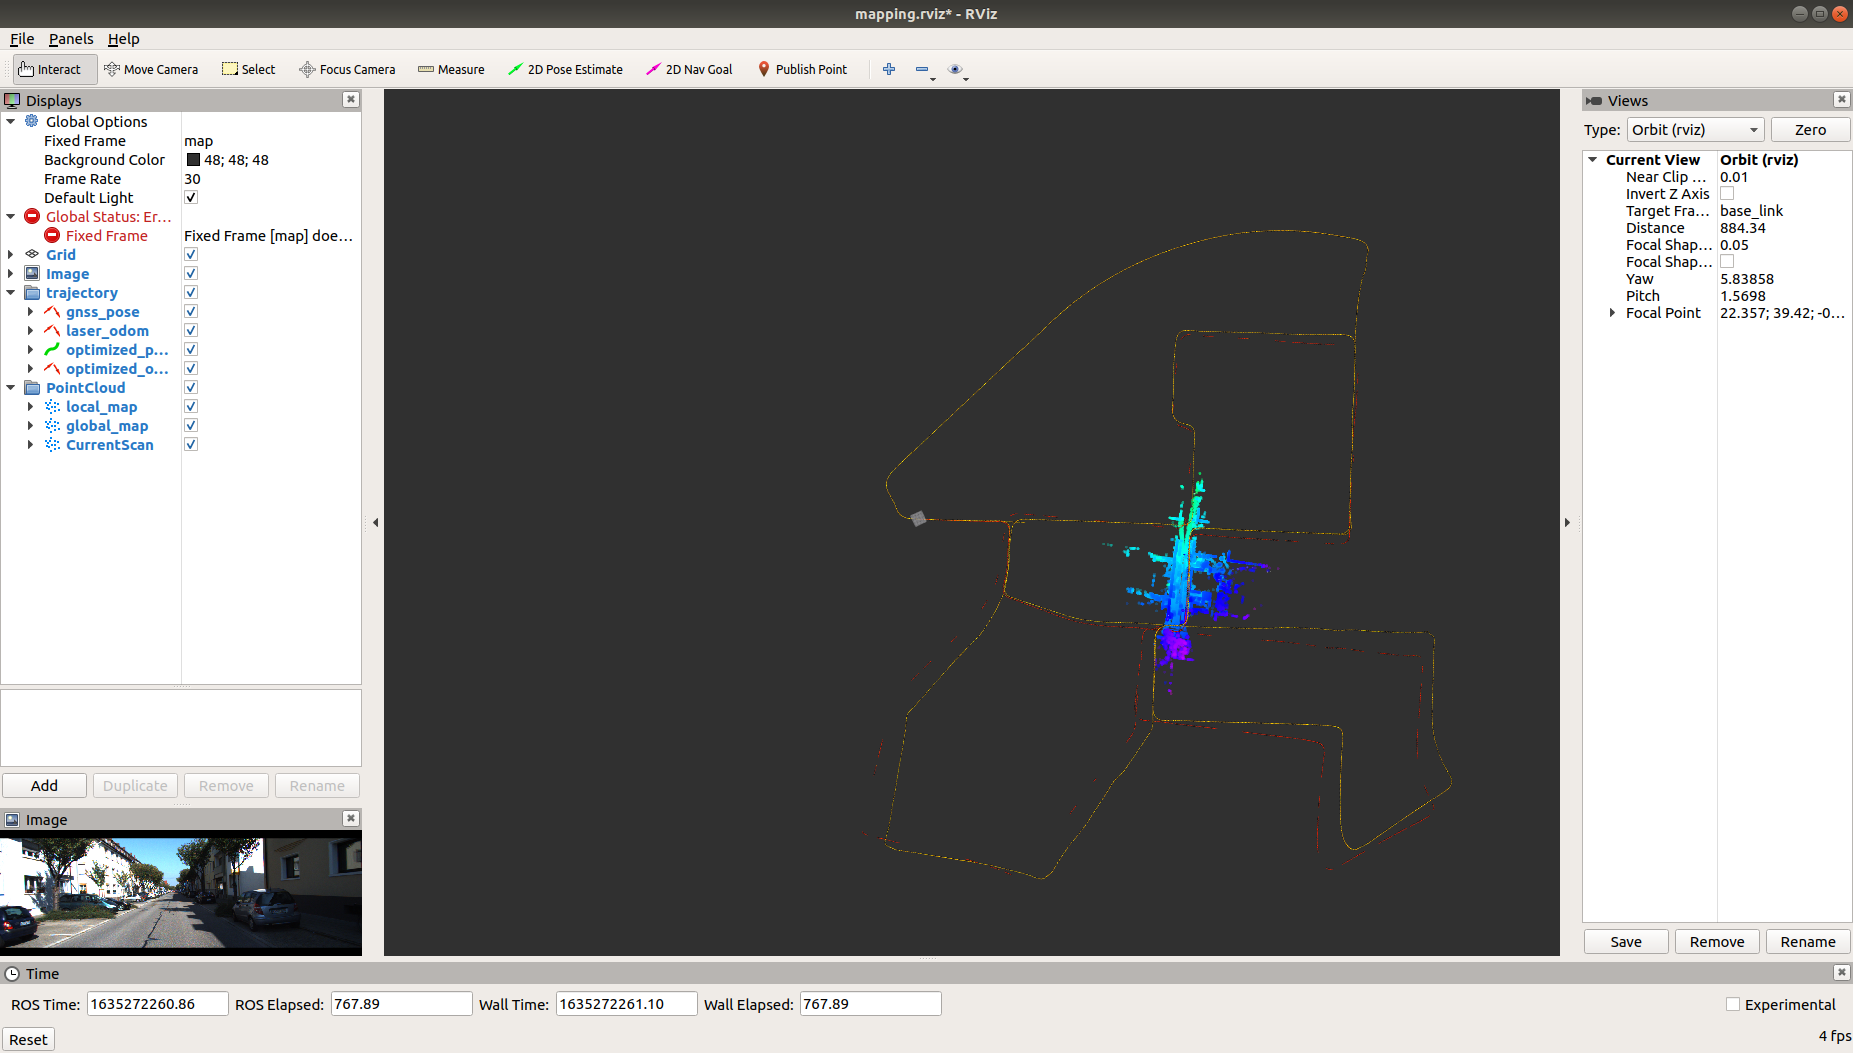 mapping.rviz* - RViz
File Panels Help
Interact Move Camera Select Focus Camera Measure 2D Pose Estimate 2D Nav Goal Publish Point
Displays
Global Options
Fixed Frame map
Background Color 48; 48; 48
Frame Rate 30
Default Light
Global Status: Er...
Fixed Frame Fixed Frame [map] doe...
Grid
Image
trajectory
gnss_pose
laser_odom
optimized_p...
optimized_o...
PointCloud
local_map
global_map
CurrentScan
Add Duplicate Remove Rename
Image
Views
Type: Orbit (rviz) Zero
Current View Orbit (rviz)
Near Clip ... 0.01
Invert Z Axis
Target Fra... base_link
Distance 884.34
Focal Shap... 0.05
Focal Shap...
Yaw 5.83858
Pitch 1.5698
Focal Point 22.357; 39.42; -0...
Save Remove Rename
Time
ROS Time: 1635272260.86 ROS Elapsed: 767.89 Wall Time: 1635272261.10 Wall Elapsed: 767.89 Experimental
Reset 4 fps